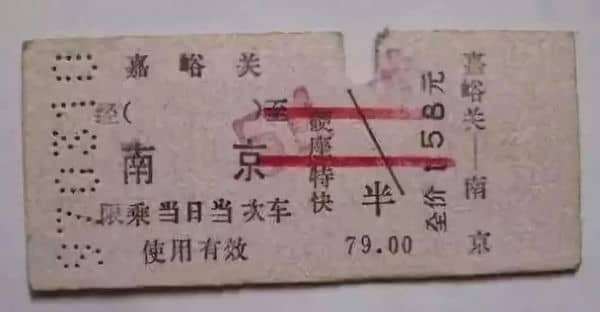 嘉峪关
经( )至
南京
限乘当日当次车
使用有效
硬座特快
半
79.00
全价158元
嘉峪关—南京